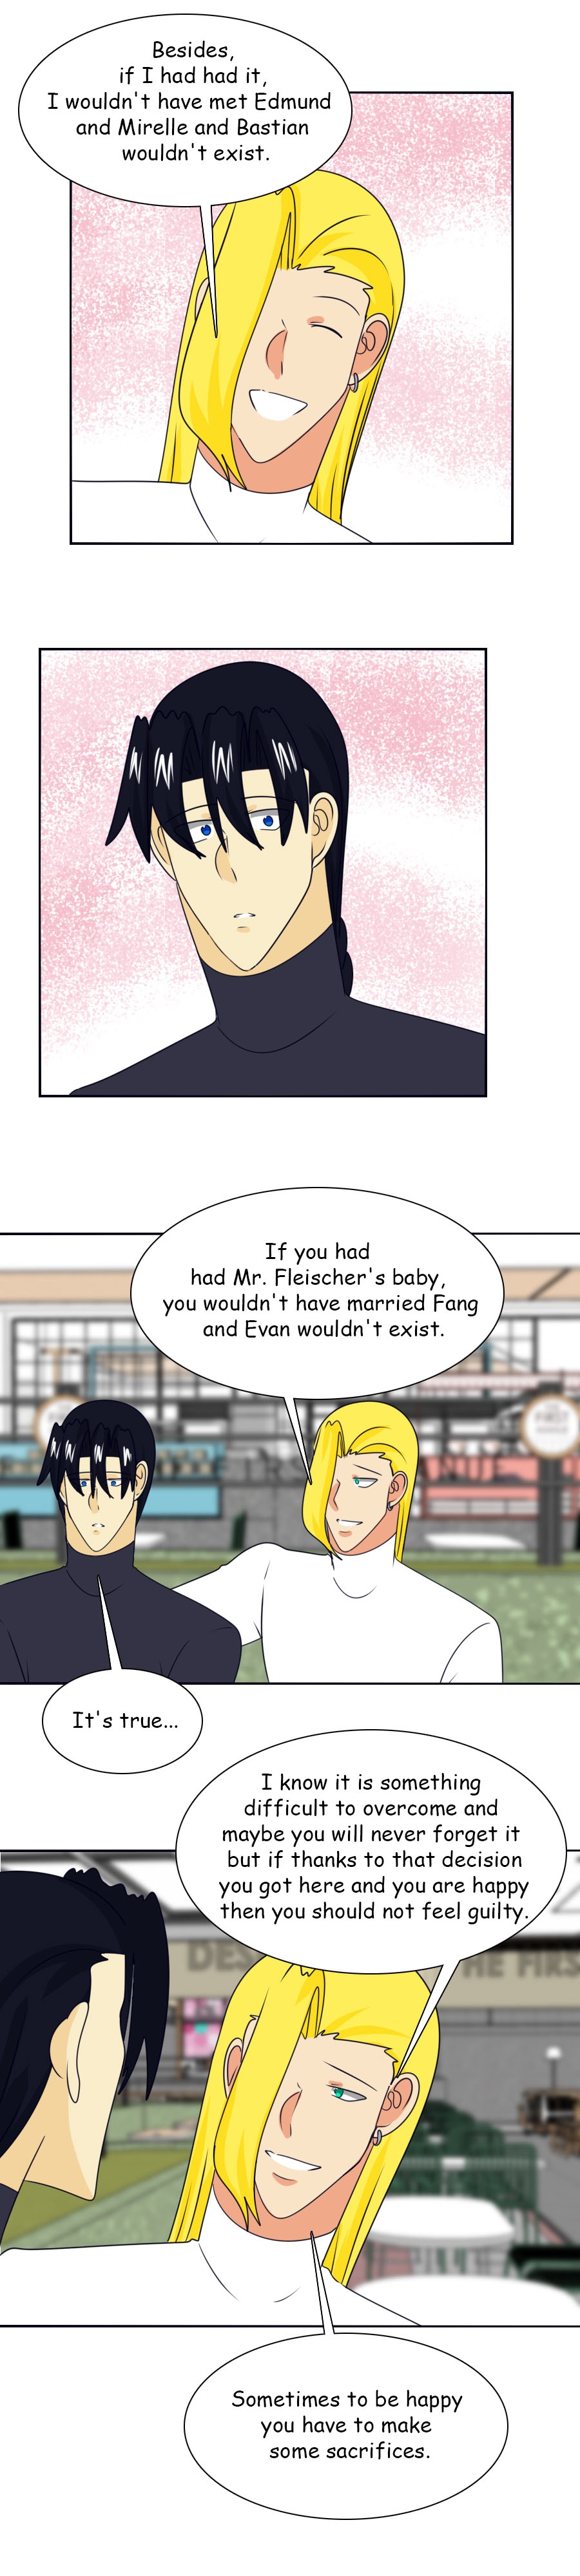 Besides,
if I had had it,
I wouldn't have met Edmund
and Mirelle and Bastian
wouldn't exist.
If you had
had Mr. Fleischer's baby,
you wouldn't have married Fang
and Evan wouldn't exist.
FIRST
It's true...
I know it is something
difficult to overcome and
maybe you will never forget it
but if thanks to that decision
you got here and you are happy
then you should not feel guilty.
DES
THE FIRS
Sometimes to be happy
you have to make
some sacrifices.